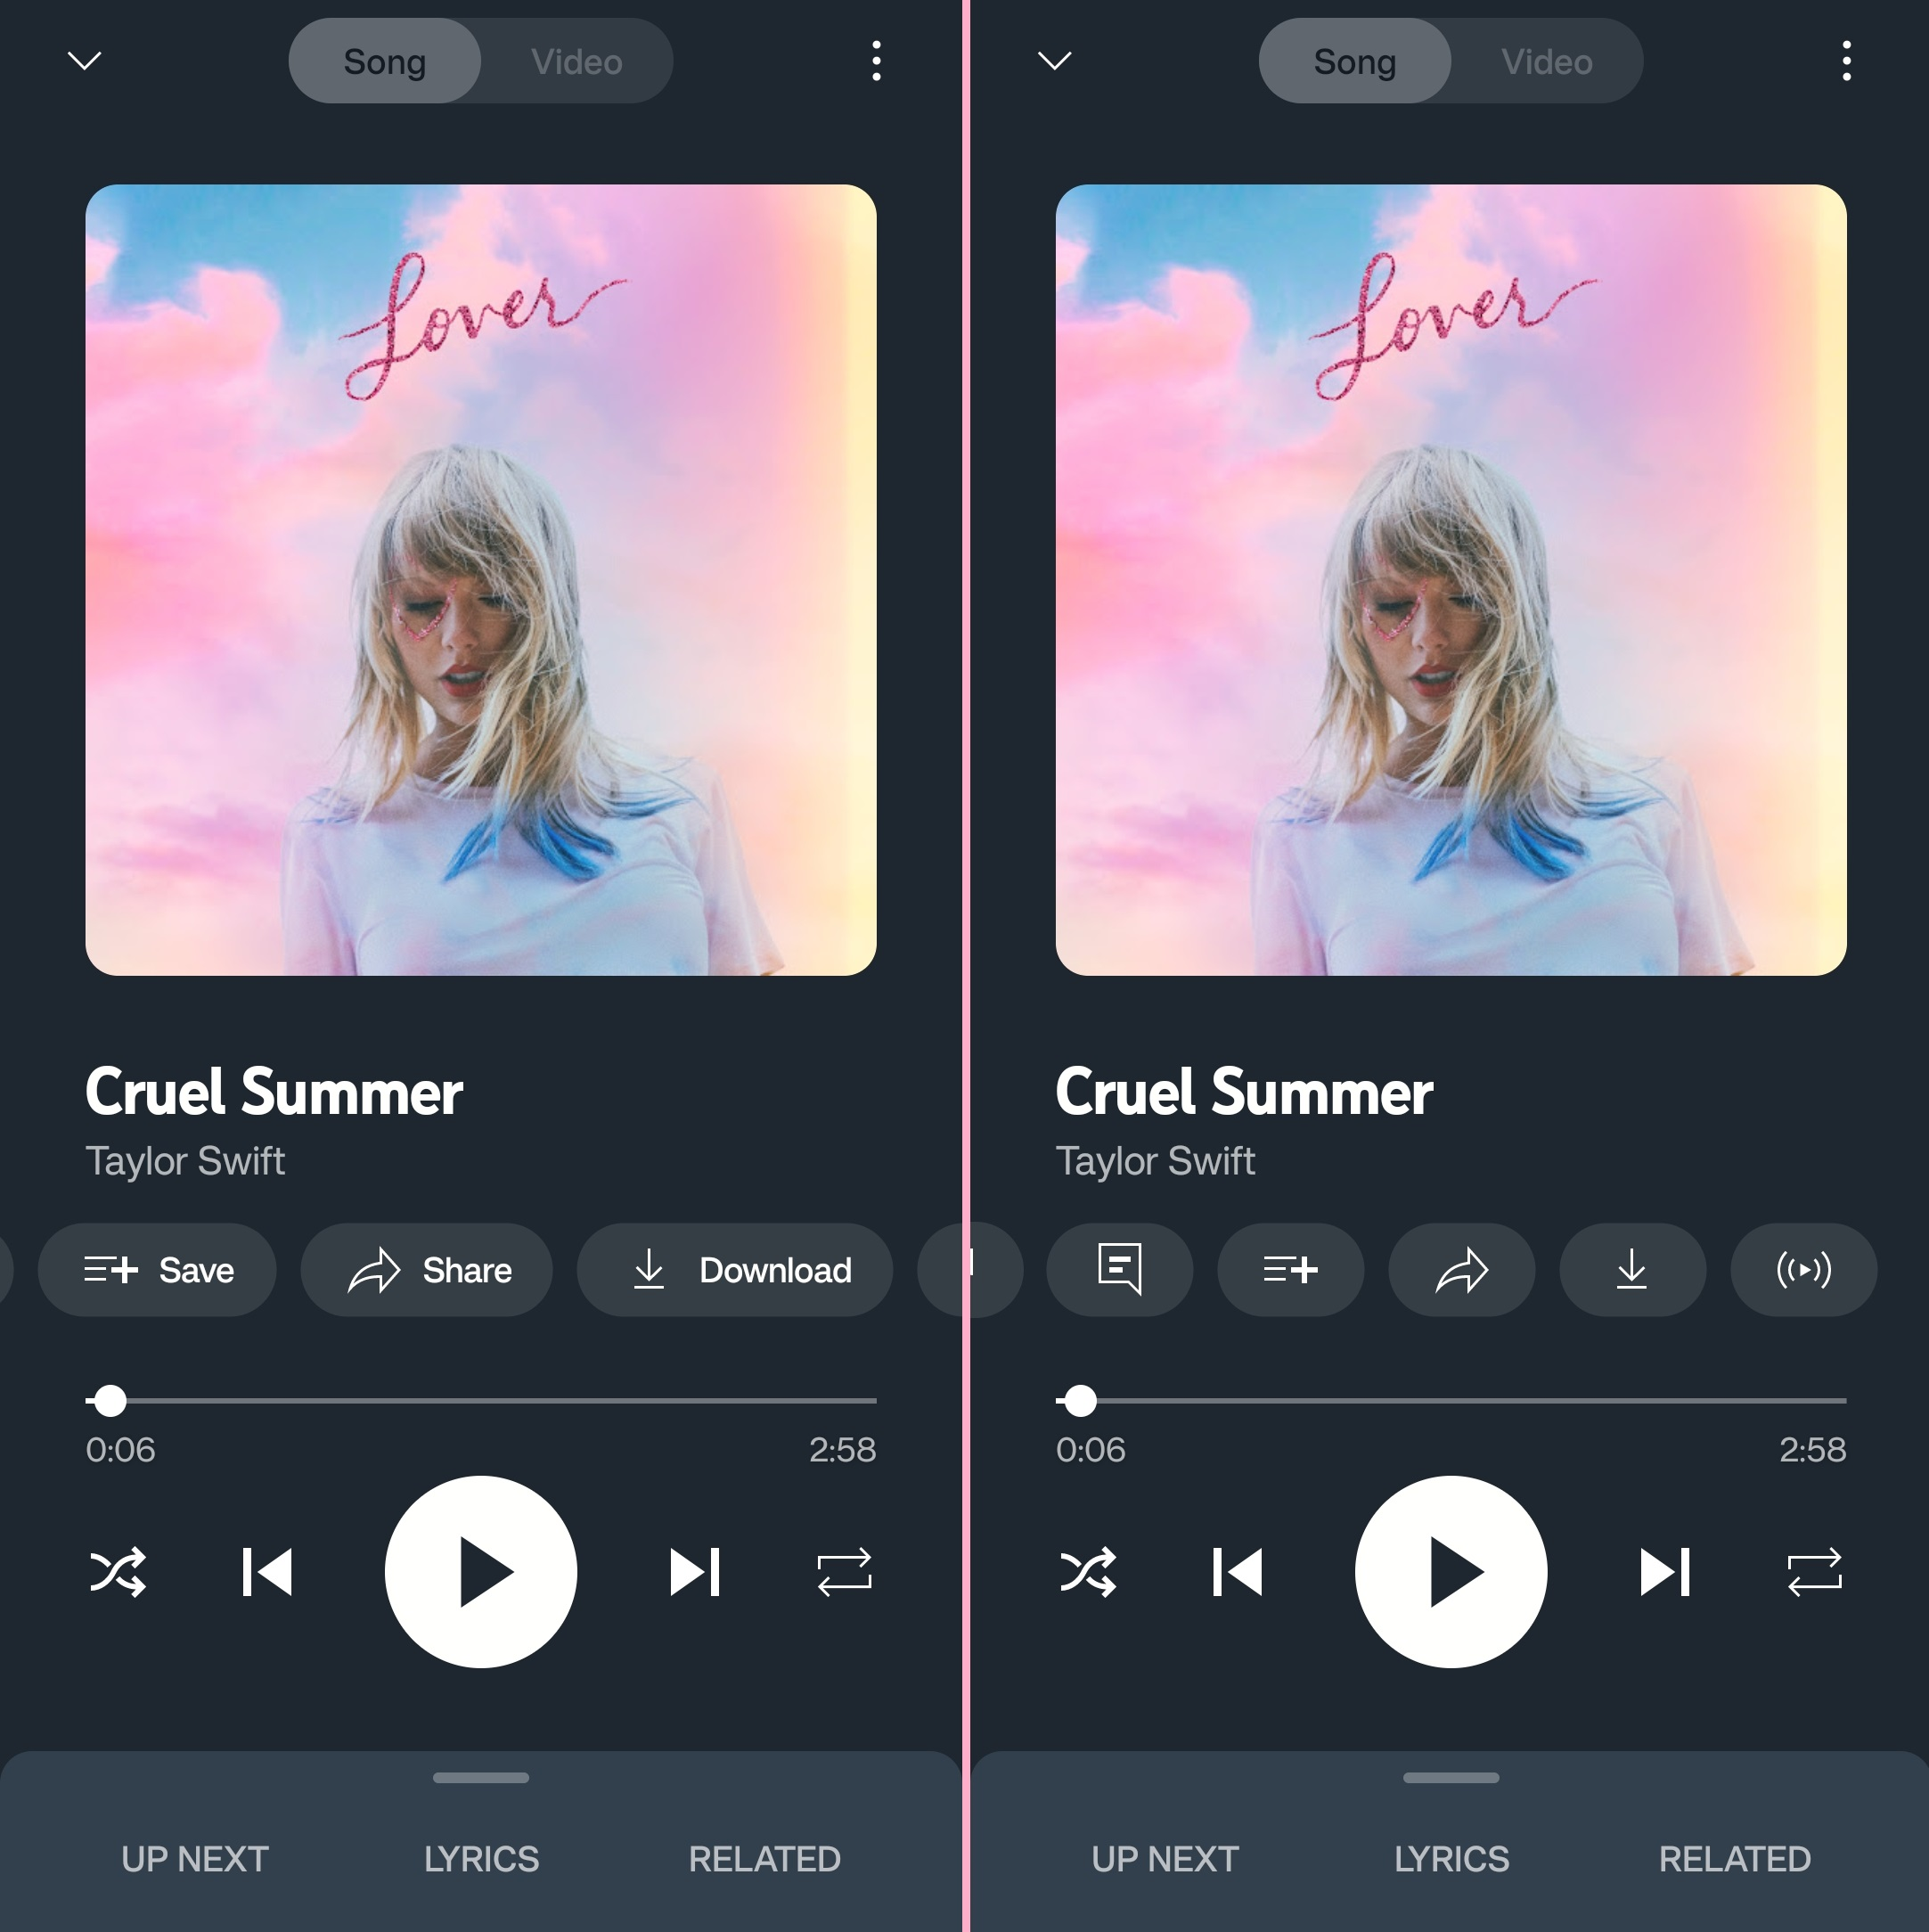 Song Video
Lover
Cruel Summer
Taylor Swift
Save Share Download
0:06 2:58
UP NEXT LYRICS RELATED
Song Video
Lover
Cruel Summer
Taylor Swift
0:06 2:58
UP NEXT LYRICS RELATED